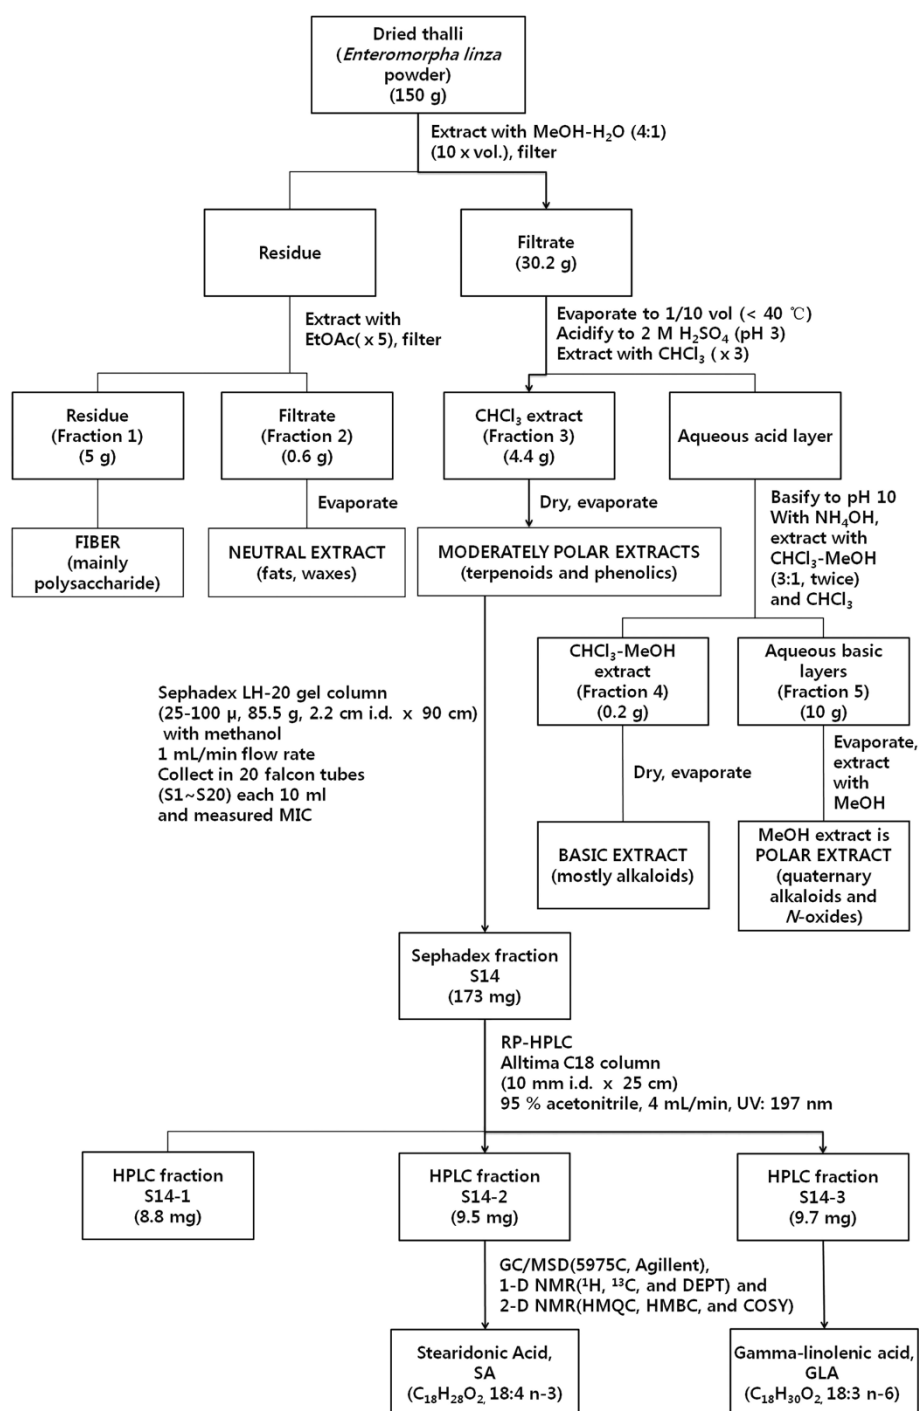 Dried thalli
(Enteromorpha linza
powder)
(150 g)
Extract with MeOH-H₂O (4:1)
(10 x vol.), filter
Residue
Filtrate
(30.2 g)
Extract with
EtOAc( x 5), filter
Evaporate to 1/10 vol (< 40 ℃)
Acidify to 2 M H₂SO₄ (pH 3)
Extract with CHCl₃ ( x 3)
Residue
(Fraction 1)
(5 g)
Filtrate
(Fraction 2)
(0.6 g)
CHCl₃ extract
(Fraction 3)
(4.4 g)
Aqueous acid layer
Evaporate
Dry, evaporate
Basify to pH 10
With NH₄OH,
extract with
CHCl₃-MeOH
(3:1, twice)
and CHCl₃
FIBER
(mainly
polysaccharide)
NEUTRAL EXTRACT
(fats, waxes)
MODERATELY POLAR EXTRACTS
(terpenoids and phenolics)
CHCl₃-MeOH
extract
(Fraction 4)
(0.2 g)
Aqueous basic
layers
(Fraction 5)
(10 g)
Sephadex LH-20 gel column
(25-100 μ, 85.5 g, 2.2 cm i.d. x 90 cm)
with methanol
1 mL/min flow rate
Collect in 20 falcon tubes
(S1~S20) each 10 ml
and measured MIC
Dry, evaporate
Evaporate,
extract
with
MeOH
BASIC EXTRACT
(mostly alkaloids)
MeOH extract is
POLAR EXTRACT
(quaternary
alkaloids and
N-oxides)
Sephadex fraction
S14
(173 mg)
RP-HPLC
Alltima C18 column
(10 mm i.d. x 25 cm)
95 % acetonitrile, 4 mL/min, UV: 197 nm
HPLC fraction
S14-1
(8.8 mg)
HPLC fraction
S14-2
(9.5 mg)
HPLC fraction
S14-3
(9.7 mg)
GC/MSD(5975C, Agillent),
1-D NMR(¹H, ¹³C, and DEPT) and
2-D NMR(HMQC, HMBC, and COSY)
Stearidonic Acid,
SA
(C₁₈H₂₈O₂, 18:4 n-3)
Gamma-linolenic acid,
GLA
(C₁₈H₃₀O₂, 18:3 n-6)